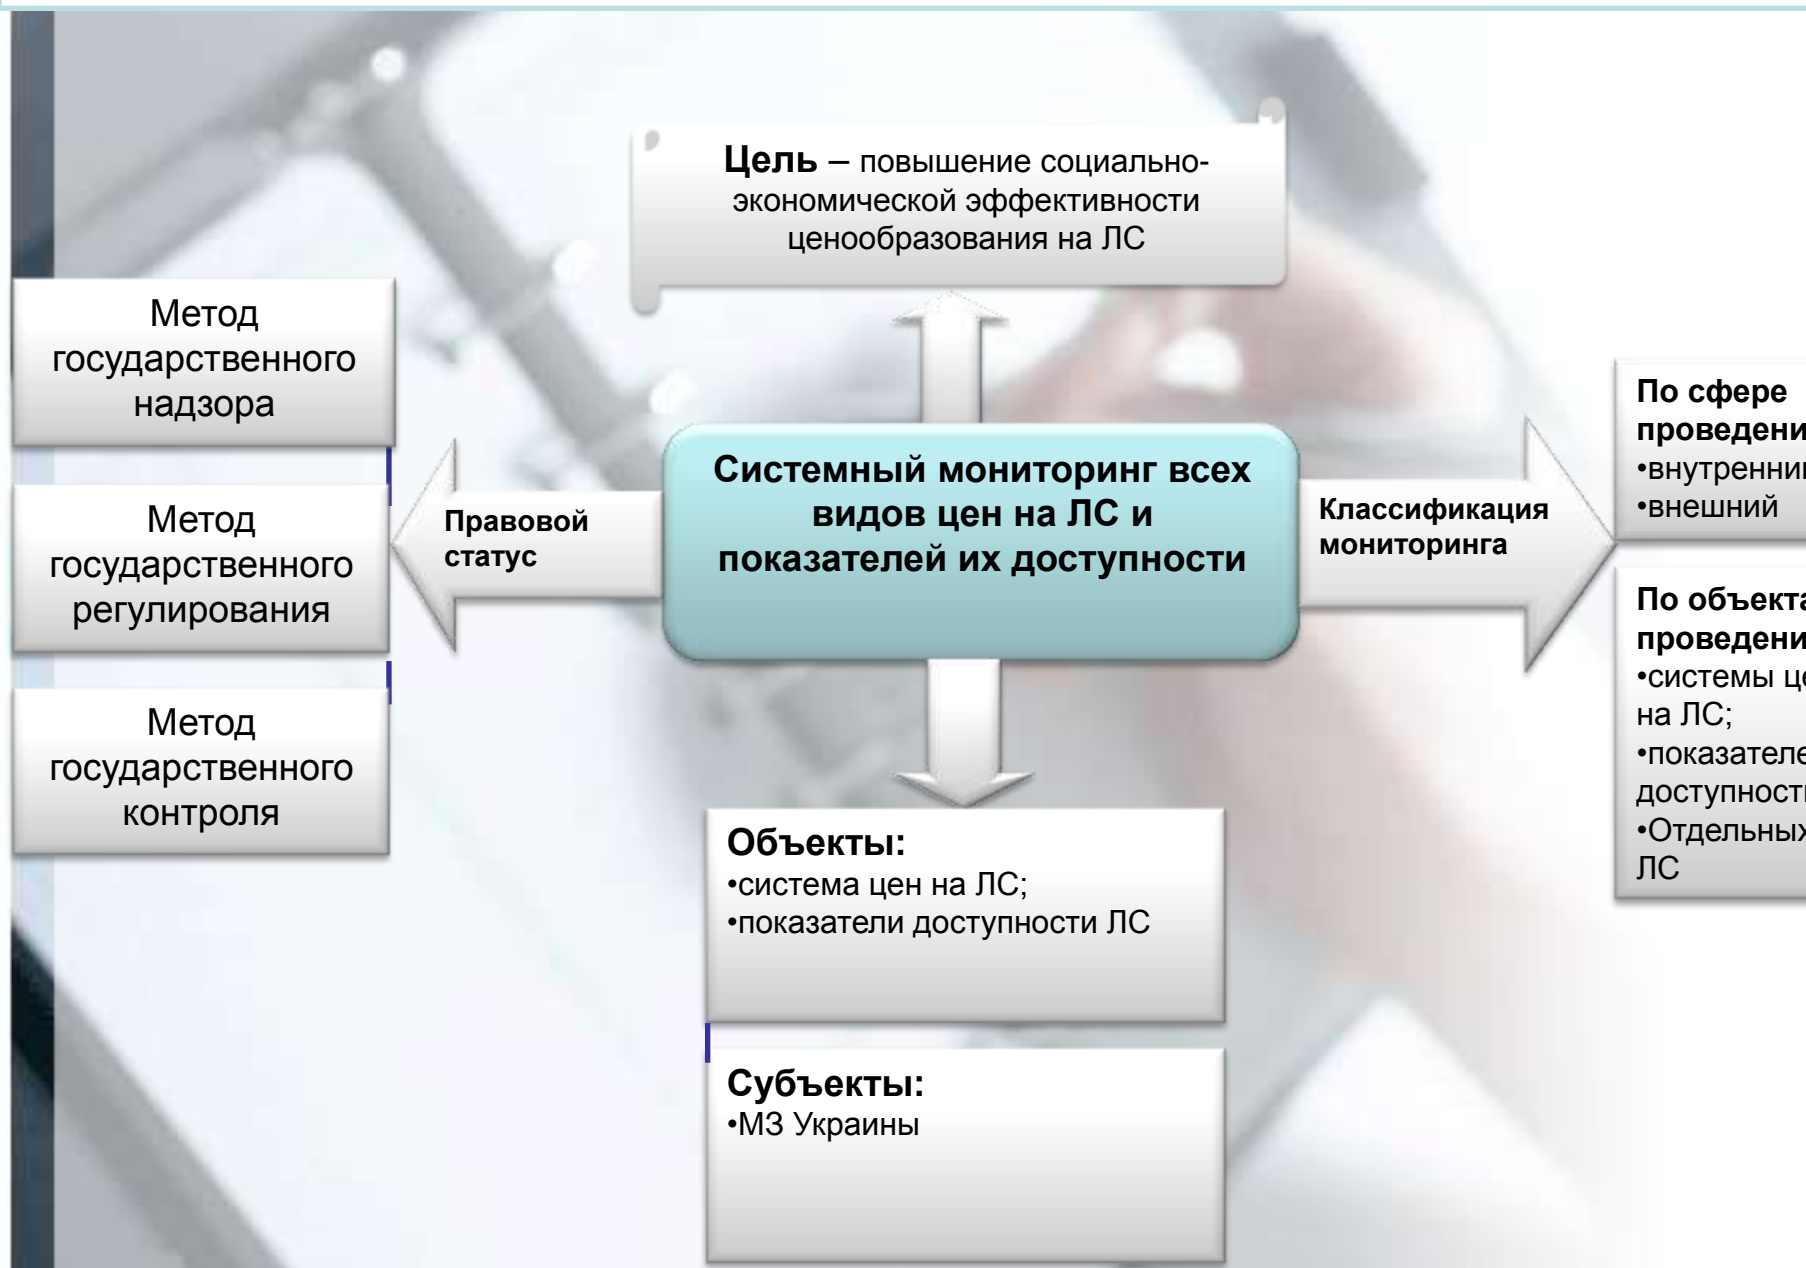 Цель – повышение социально-
экономической эффективности
ценообразования на ЛС
Метод
государственного
надзора
Метод
государственного
регулирования
Метод
государственного
контроля
Правовой
статус
Системный мониторинг всех
видов цен на ЛС и
показателей их доступности
Классификация
мониторинга
По сфере
•внешний
По
•системы
на ЛС;
ЛС
Объекты:
•система цен на ЛС;
•показатели доступности ЛС
Субъекты:
•МЗ Украины